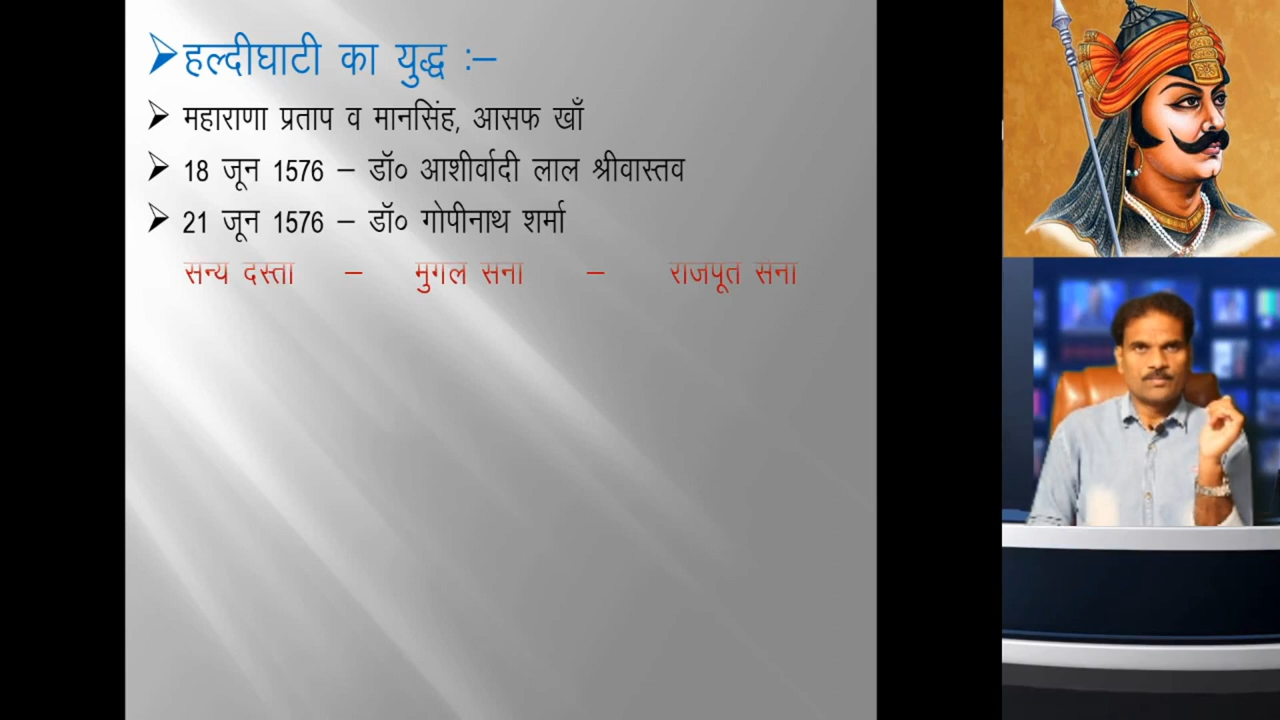 हल्दीघाटी का युद्ध :–
महाराणा प्रताप व मानसिंह, आसफ खाँ
18 जून 1576 – डॉ० आशीर्वादी लाल श्रीवास्तव
21 जून 1576 – डॉ० गोपीनाथ शर्मा
सैन्य दस्ता – मुगल सेना – राजपूत सेना